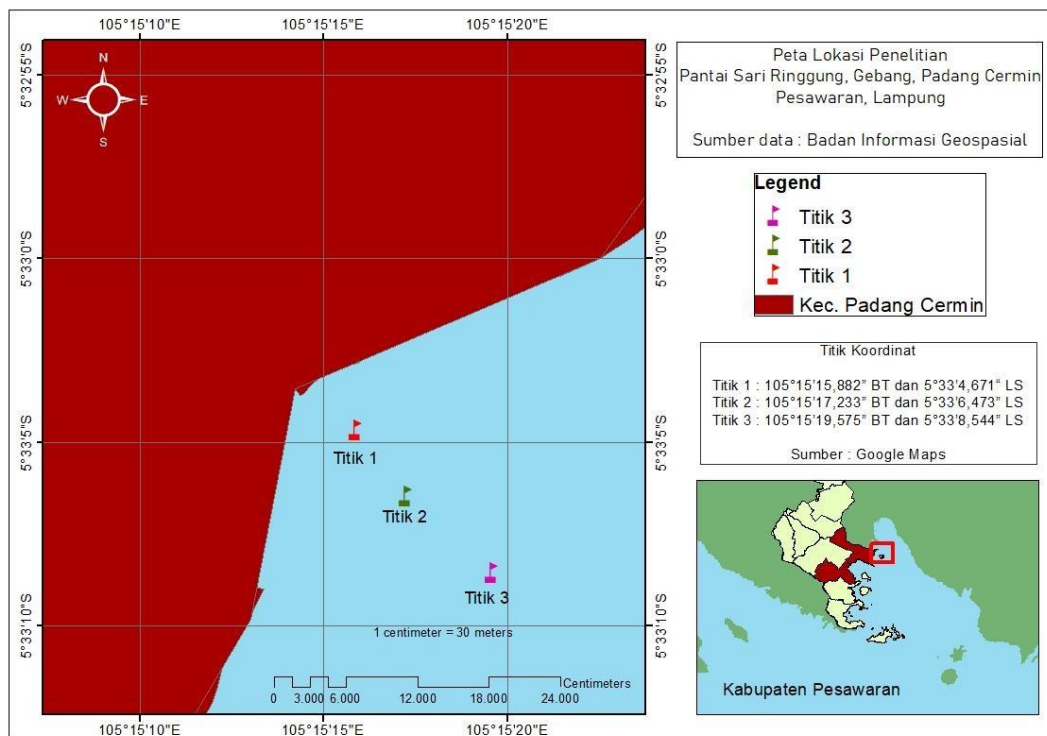 105°15'10"E 105°15'15"E 105°15'20"E
5°32'55"S 5°32'55"S
N
W E
S
5°33'0"S 5°33'0"S
5°33'5"S 5°33'5"S
5°33'10"S 5°33'10"S
Titik 1
Titik 2
Titik 3
1 centimeter = 30 meters
Centimeters
0 3.000 6.000 12.000 18.000 24.000
105°15'10"E 105°15'15"E 105°15'20"E
Peta Lokasi Penelitian
Pantai Sari Ringgung, Gebang, Padang Cermin
Pesawaran, Lampung
Sumber data : Badan Informasi Geospasial
Legend
Titik 3
Titik 2
Titik 1
Kec. Padang Cermin
Titik Koordinat
Titik 1 : 105°15'15,882" BT dan 5°33'4,671" LS
Titik 2 : 105°15'17,233" BT dan 5°33'6,473" LS
Titik 3 : 105°15'19,575" BT dan 5°33'8,544" LS
Sumber : Google Maps
Kabupaten Pesawaran